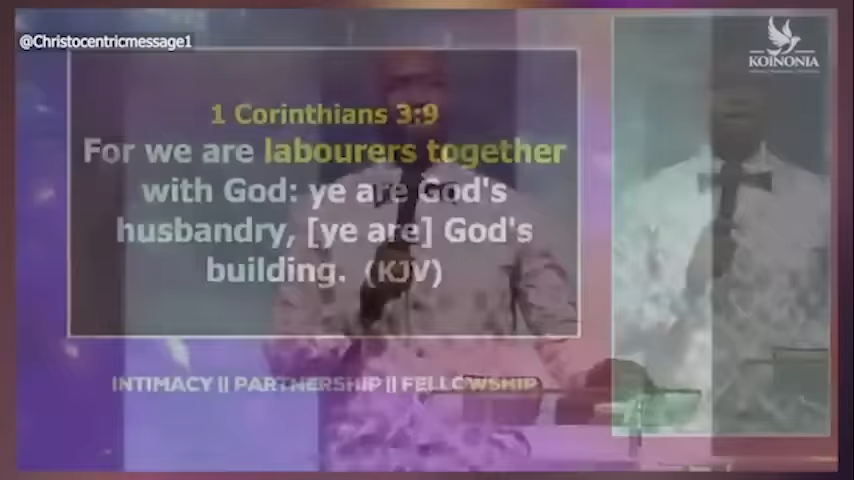 @Christocentricmessage1
KOINONIA
1 Corinthians 3:9
For we are labourers together
with God: ye are God's
husbandry, [ye are] God's
building. (KJV)
INTIMACY || PARTNERSHIP || FELLOWSHIP